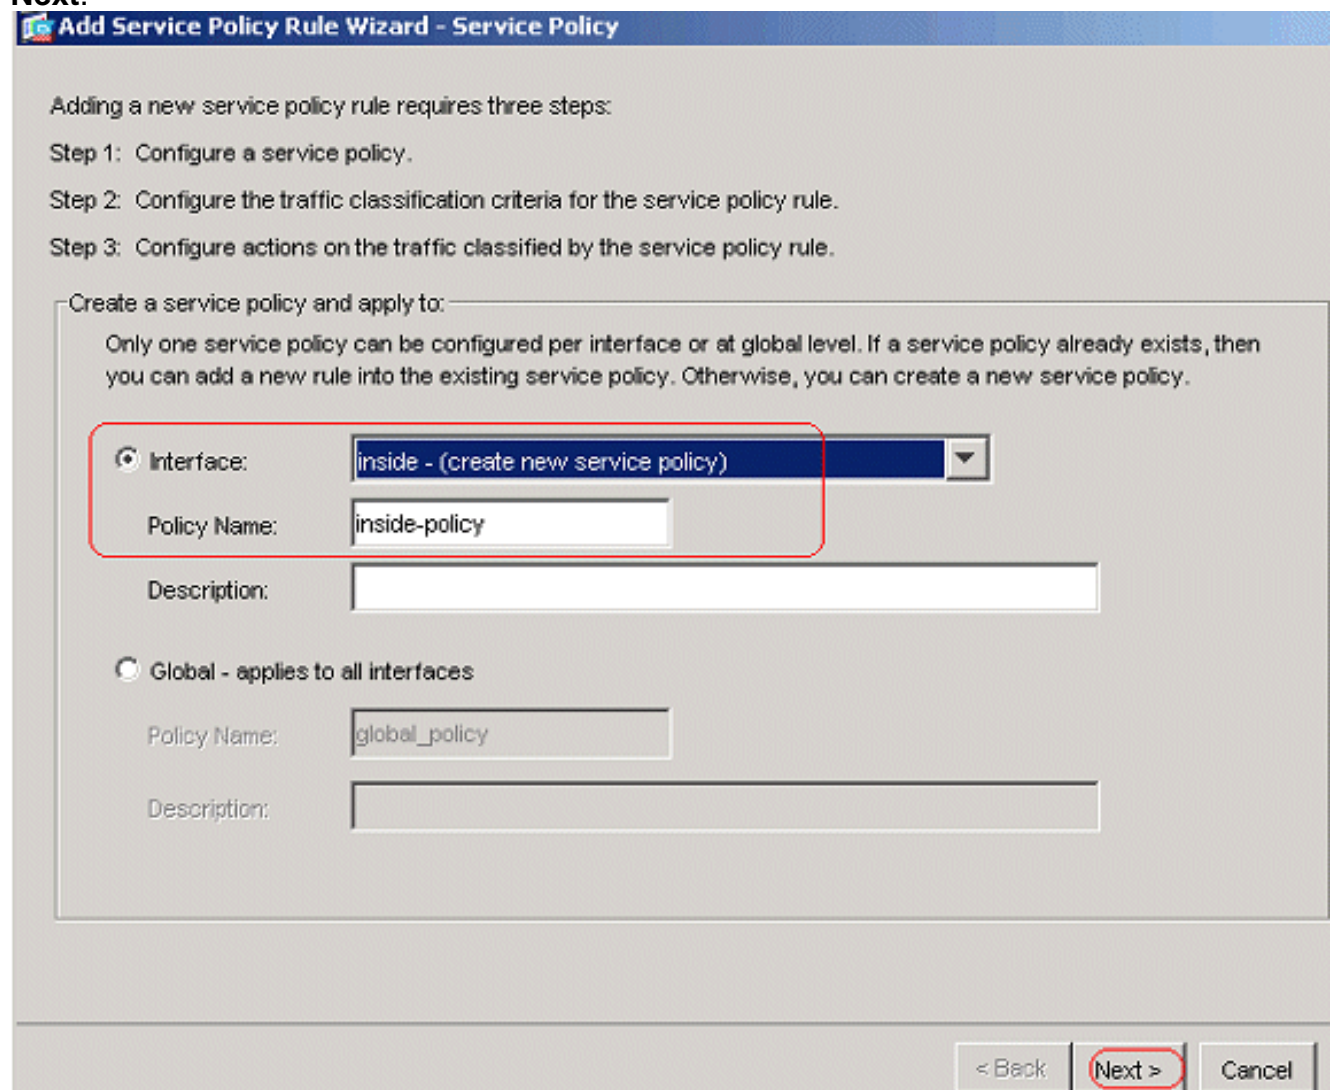 Next.
Add Service Policy Rule Wizard - Service Policy
Adding a new service policy rule requires three steps:
Step 1: Configure a service policy.
Step 2: Configure the traffic classification criteria for the service policy rule.
Step 3: Configure actions on the traffic classified by the service policy rule.
Create a service policy and apply to:
Only one service policy can be configured per interface or at global level. If a service policy already exists, then
you can add a new rule into the existing service policy. Otherwise, you can create a new service policy.
Interface: inside - (create new service policy)
Policy Name: inside-policy
Description:
Global - applies to all interfaces
Policy Name: global_policy
Description:
< Back Next > Cancel